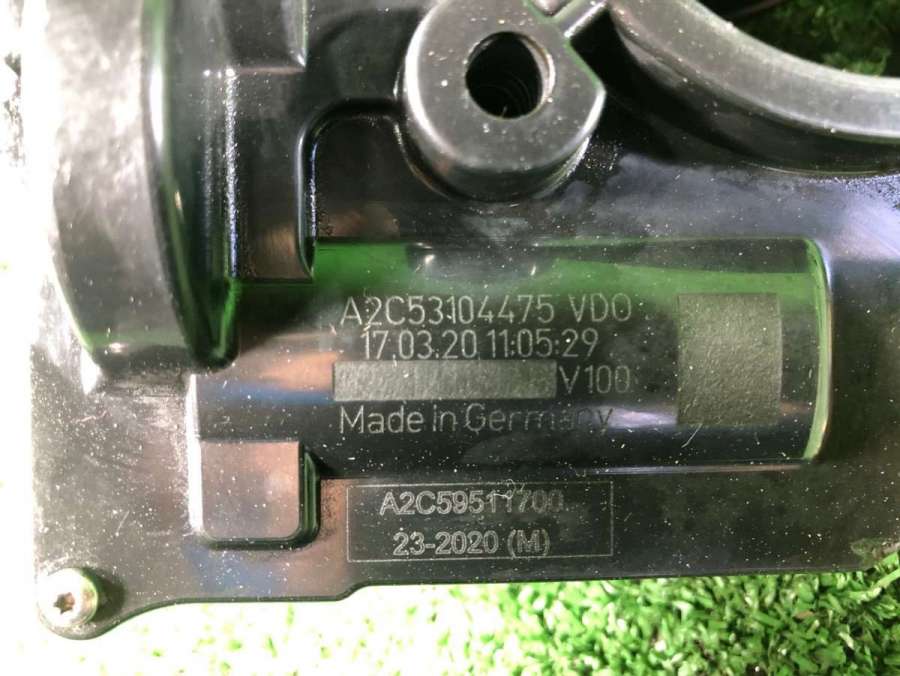 A2C53104475 VDO
17.03.20 11:05:29
V100
Made in Germany
A2C59511700
23-2020 (M)